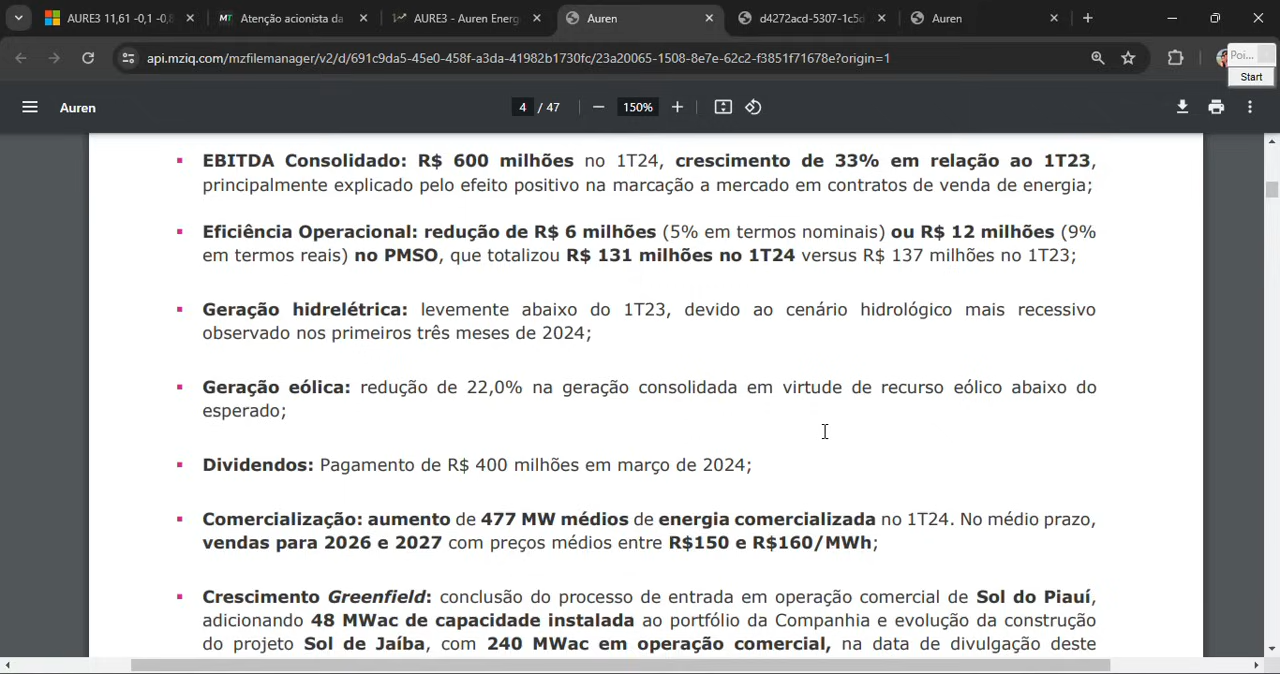 AURE3 11,61 -0,1 -0,8
Atenção acionista da
AURE3 - Auren Energ
Auren
d4272acd-5307-1c5d
Auren
api.mziq.com/mzfilemanager/v2/d/691c9da5-45e0-458f-a3da-41982b1730fc/23a20065-1508-8e7e-62c2-f3851f71678e?origin=1
Poi...
Start
Auren
4 / 47
150%
▪ EBITDA Consolidado: R$ 600 milhões no 1T24, crescimento de 33% em relação ao 1T23,
principalmente explicado pelo efeito positivo na marcação a mercado em contratos de venda de energia;
▪ Eficiência Operacional: redução de R$ 6 milhões (5% em termos nominais) ou R$ 12 milhões (9%
em termos reais) no PMSO, que totalizou R$ 131 milhões no 1T24 versus R$ 137 milhões no 1T23;
▪ Geração hidrelétrica: levemente abaixo do 1T23, devido ao cenário hidrológico mais recessivo
observado nos primeiros três meses de 2024;
▪ Geração eólica: redução de 22,0% na geração consolidada em virtude de recurso eólico abaixo do
esperado;
▪ Dividendos: Pagamento de R$ 400 milhões em março de 2024;
▪ Comercialização: aumento de 477 MW médios de energia comercializada no 1T24. No médio prazo,
vendas para 2026 e 2027 com preços médios entre R$150 e R$160/MWh;
▪ Crescimento Greenfield: conclusão do processo de entrada em operação comercial de Sol do Piauí,
adicionando 48 MWac de capacidade instalada ao portfólio da Companhia e evolução da construção
do projeto Sol de Jaíba, com 240 MWac em operação comercial, na data de divulgação deste